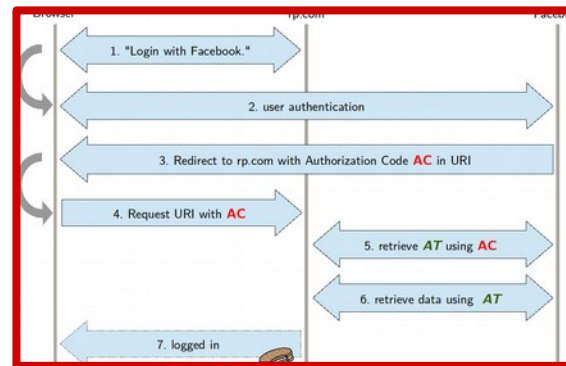 Browser rp.com Facebo
1. "Login with Facebook."
2. user authentication
3. Redirect to rp.com with Authorization Code AC in URI
4. Request URI with AC
5. retrieve AT using AC
6. retrieve data using AT
7. logged in